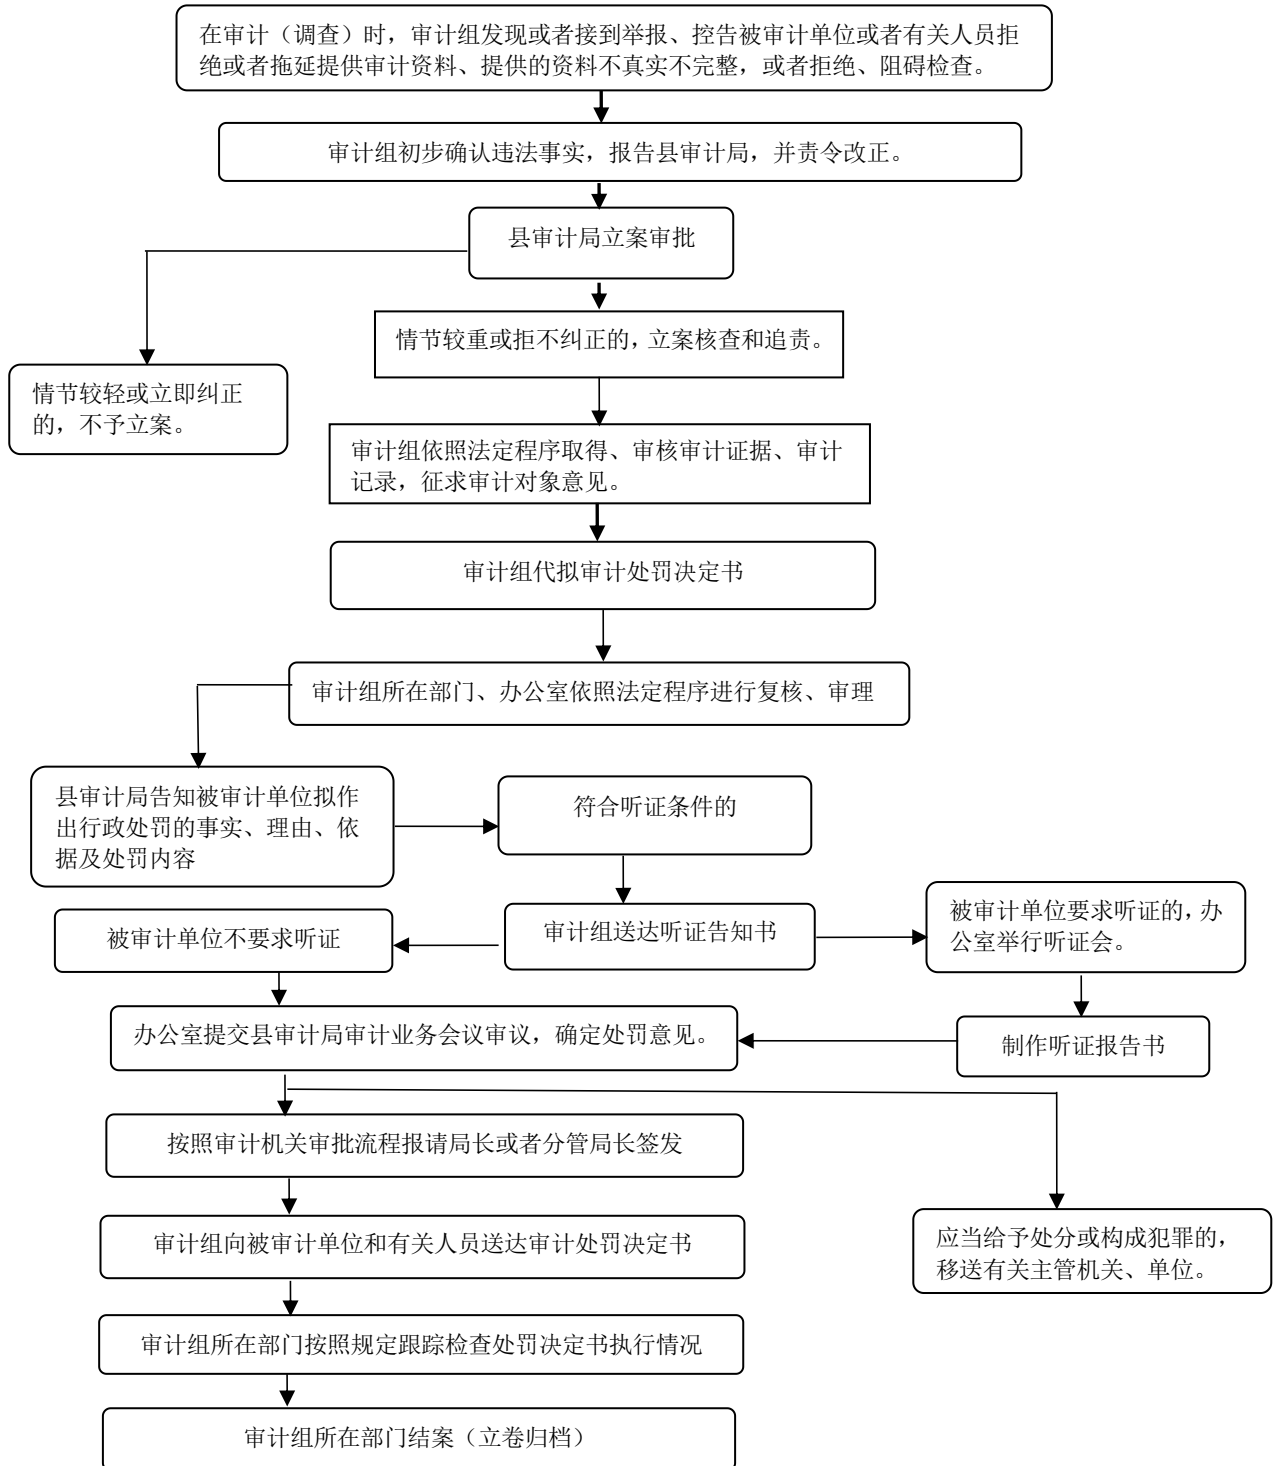 在审计（调查）时，审计组发现或者接到举报、控告被审计单位或者有关人员拒
绝或者拖延提供审计资料、提供的资料不真实不完整，或者拒绝、阻碍检查。
审计组初步确认违法事实，报告县审计局，并责令改正。
县审计局立案审批
情节较重或拒不纠正的，立案核查和追责。
情节较轻或立即纠正
的，不予立案。
审计组依照法定程序取得、审核审计证据、审计
记录，征求审计对象意见。
审计组代拟审计处罚决定书
审计组所在部门、办公室依照法定程序进行复核、审理
县审计局告知被审计单位拟作
出行政处罚的事实、理由、依
据及处罚内容
符合听证条件的
审计组送达听证告知书
被审计单位要求听证的，办
公室举行听证会。
被审计单位不要求听证
办公室提交县审计局审计业务会议审议，确定处罚意见。
制作听证报告书
按照审计机关审批流程报请局长或者分管局长签发
审计组向被审计单位和有关人员送达审计处罚决定书
应当给予处分或构成犯罪的，
移送有关主管机关、单位。
审计组所在部门按照规定跟踪检查处罚决定书执行情况
审计组所在部门结案（立卷归档）